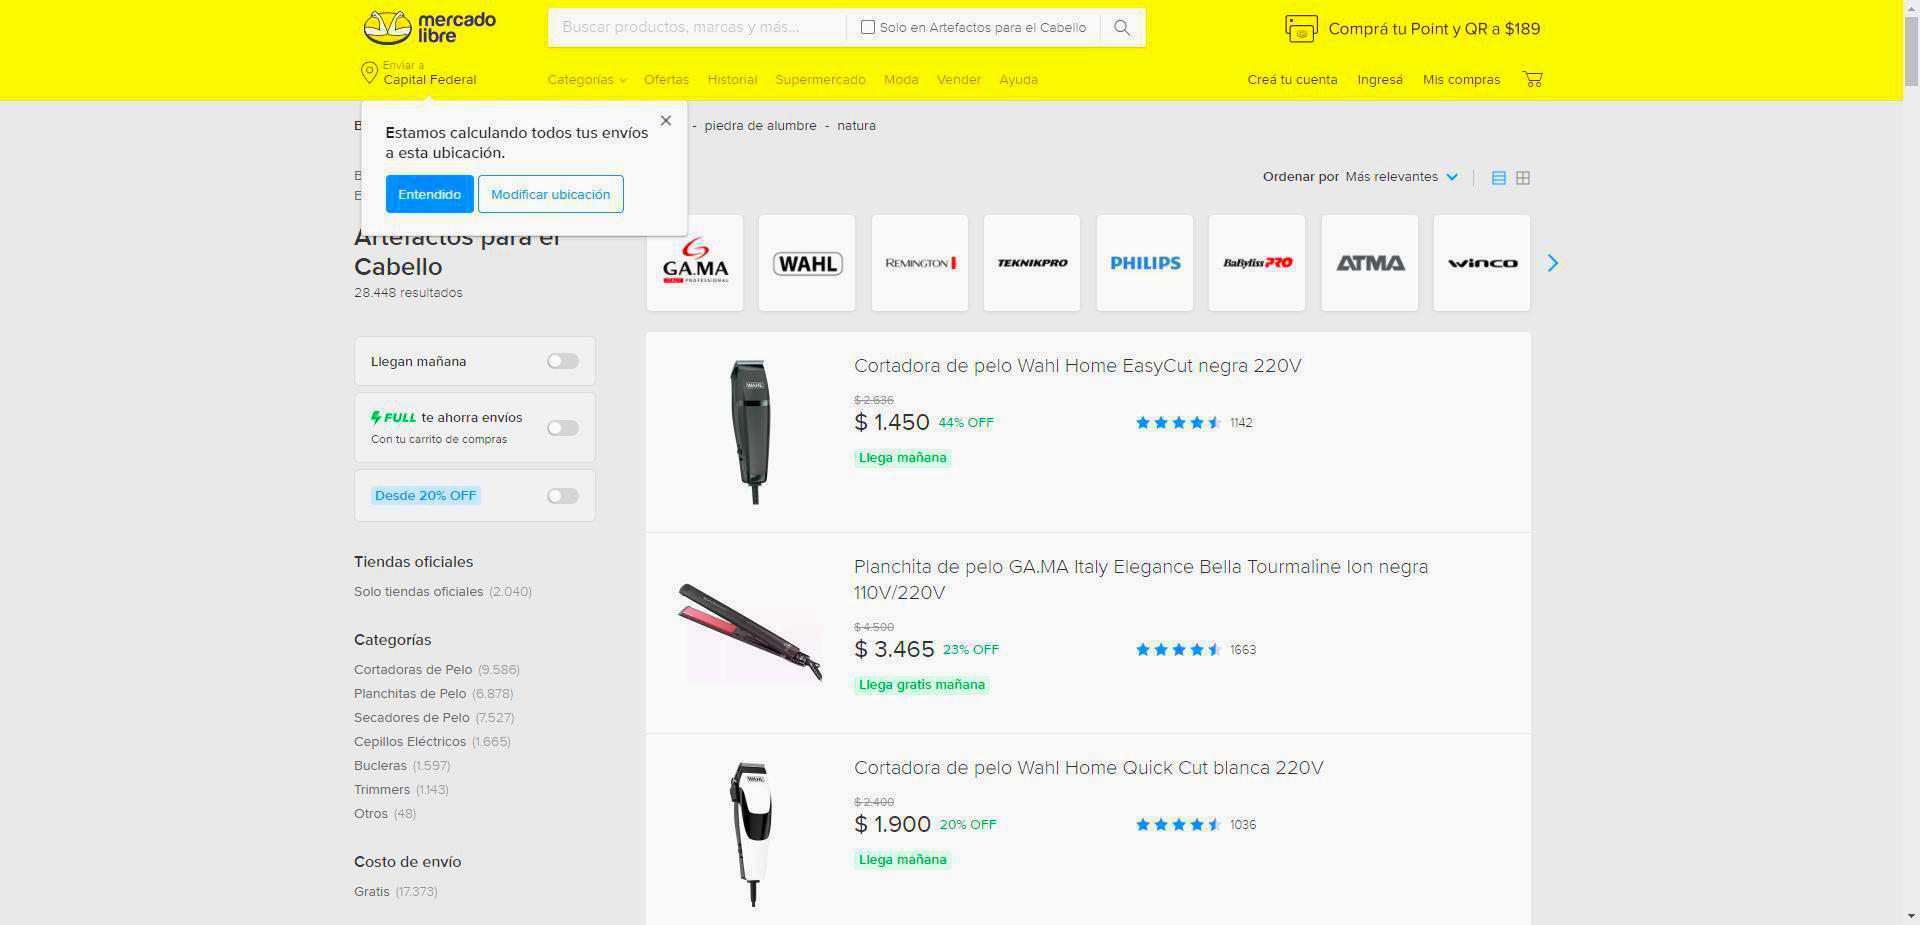 mercado
libre
Buscar productos, marcas y más...
Solo en Artefactos para el Cabello
Comprá tu Point y QR a $189
Enviar a
Capital Federal
Categorías
Ofertas
Historial
Supermercado
Moda
Vender
Ayuda
Creá tu cuenta
Ingresá
Mis compras
- piedra de alumbre - natura
Estamos calculando todos tus envíos
a esta ubicación.
Entendido
Modificar ubicación
Ordenar por Más relevantes
Artefactos para el
Cabello
28.448 resultados
GA.MA
ITALY PROFESSIONAL
WAHL
REMINGTON
TEKNIKPRO
PHILIPS
BaBylissPRO
ATMA
winco
Llegan mañana
FULL te ahorra envíos
Con tu carrito de compras
Desde 20% OFF
Tiendas oficiales
Solo tiendas oficiales (2.040)
Categorías
Cortadoras de Pelo (9.586)
Planchitas de Pelo (6.878)
Secadores de Pelo (7.527)
Cepillos Eléctricos (1.665)
Bucleras (1.597)
Trimmers (1.143)
Otros (48)
Costo de envío
Gratis (17.373)
WAHL
Cortadora de pelo Wahl Home EasyCut negra 220V
$ 2.636
$ 1.450 44% OFF
1142
Llega mañana
Planchita de pelo GA.MA Italy Elegance Bella Tourmaline Ion negra
110V/220V
$ 4.500
$ 3.465 23% OFF
1663
Llega gratis mañana
WAHL
Cortadora de pelo Wahl Home Quick Cut blanca 220V
$ 2.400
$ 1.900 20% OFF
1036
Llega mañana